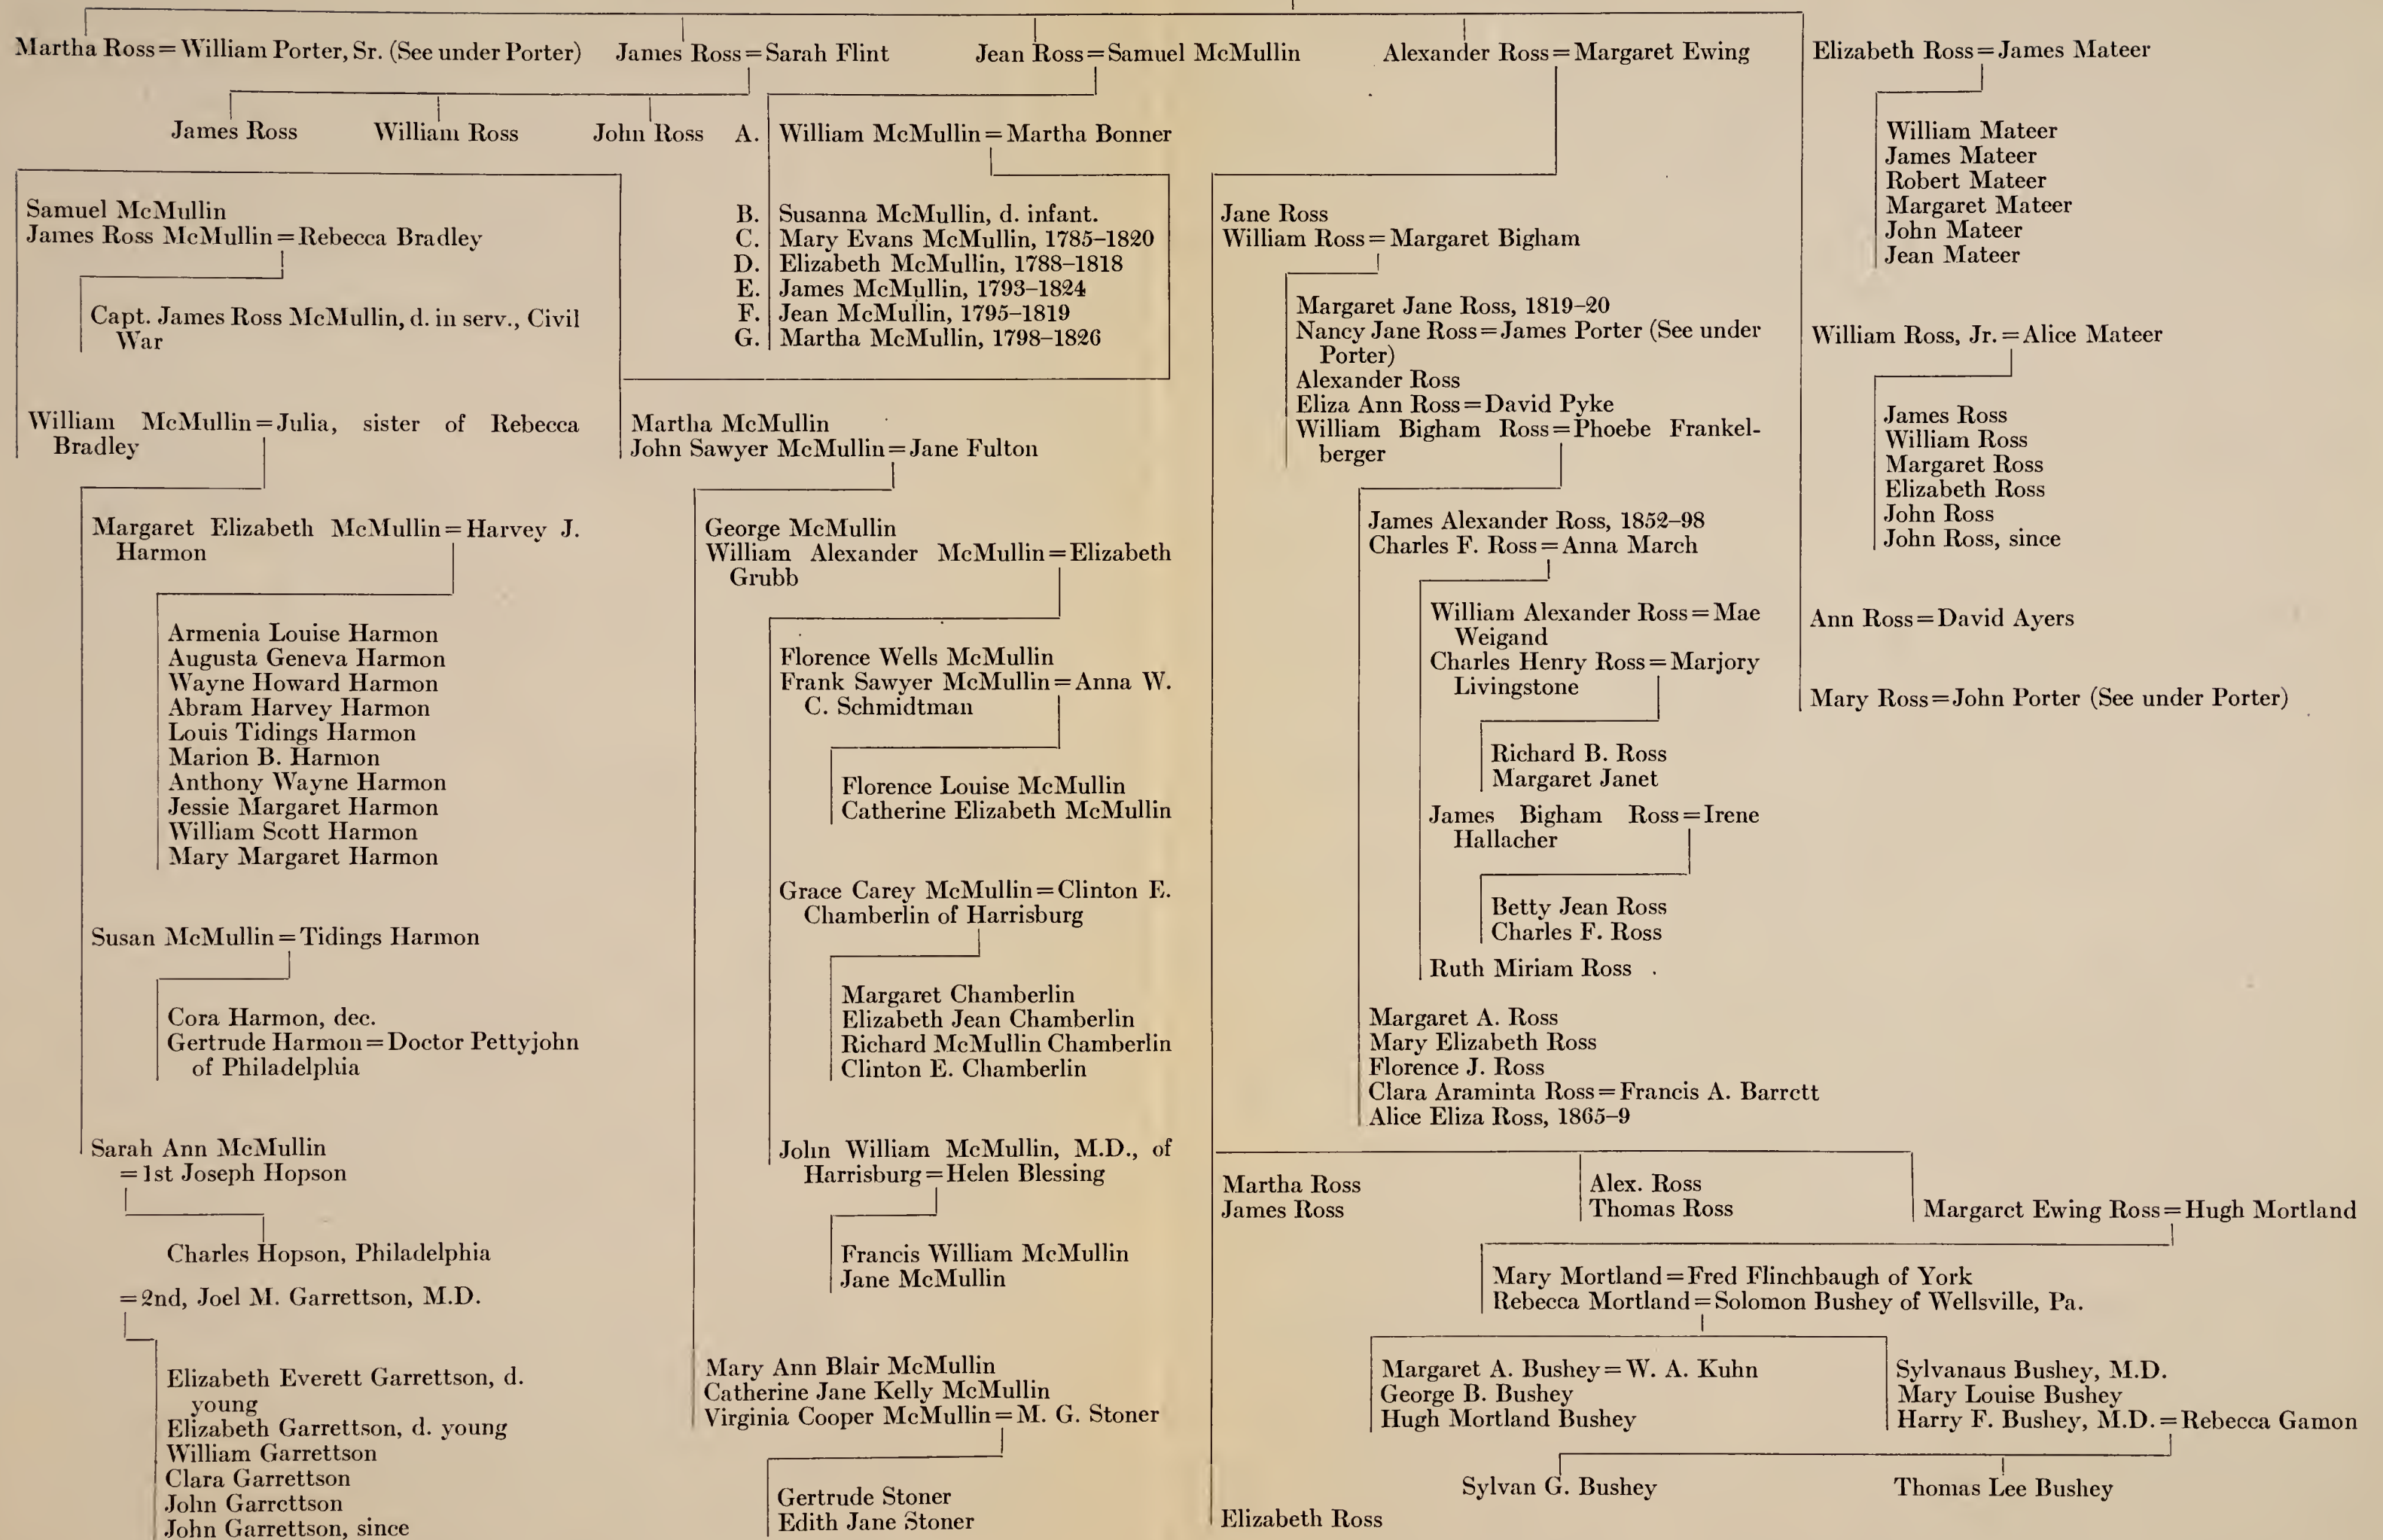 Martha Ross=William Porter, Sr. (See under Porter)
James Ross=Sarah Flint
Jean Ross=Samuel McMullin
Alexander Ross=Margaret Ewing
Elizabeth Ross=James Mateer
James Ross
William Ross
John Ross
A. William McMullin=Martha Bonner
William Mateer
James Mateer
Robert Mateer
Margaret Mateer
John Mateer
Jean Mateer
Samuel McMullin
James Ross McMullin=Rebecca Bradley
Capt. James Ross McMullin, d. in serv., Civil
War
William McMullin=Julia, sister of Rebecca
Bradley
Margaret Elizabeth McMullin=Harvey J.
Harmon
Armenia Louise Harmon
Augusta Geneva Harmon
Wayne Howard Harmon
Abram Harvey Harmon
Louis Tidings Harmon
Marion B. Harmon
Anthony Wayne Harmon
Jessie Margaret Harmon
William Scott Harmon
Mary Margaret Harmon
Susan McMullin=Tidings Harmon
Cora Harmon, dec.
Gertrude Harmon=Doctor Pettyjohn
of Philadelphia
Sarah Ann McMullin
=1st Joseph Hopson
Charles Hopson, Philadelphia
=2nd, Joel M. Garrettson, M.D.
Elizabeth Everett Garrettson, d.
young
Elizabeth Garrettson, d. young
William Garrettson
Clara Garrettson
John Garrettson
John Garrettson, since
B. Susanna McMullin, d. infant.
C. Mary Evans McMullin, 1785–1820
D. Elizabeth McMullin, 1788–1818
E. James McMullin, 1793–1824
F. Jean McMullin, 1795–1819
G. Martha McMullin, 1798–1826
Martha McMullin
John Sawyer McMullin=Jane Fulton
George McMullin
William Alexander McMullin=Elizabeth
Grubb
Florence Wells McMullin
Frank Sawyer McMullin=Anna W.
C. Schmidtman
Florence Louise McMullin
Catherine Elizabeth McMullin
Grace Carey McMullin=Clinton E.
Chamberlin of Harrisburg
Margaret Chamberlin
Elizabeth Jean Chamberlin
Richard McMullin Chamberlin
Clinton E. Chamberlin
John William McMullin, M.D., of
Harrisburg=Helen Blessing
Francis William McMullin
Jane McMullin
Mary Ann Blair McMullin
Catherine Jane Kelly McMullin
Virginia Cooper McMullin=M. G. Stoner
Gertrude Stoner
Edith Jane Stoner
Jane Ross
William Ross=Margaret Bigham
Margaret Jane Ross, 1819–20
Nancy Jane Ross=James Porter (See under
Porter)
Alexander Ross
Eliza Ann Ross=David Pyke
William Bigham Ross=Phoebe Frankel-
berger
James Alexander Ross, 1852–98
Charles F. Ross=Anna March
William Alexander Ross=Mae
Weigand
Charles Henry Ross=Marjory
Livingstone
Richard B. Ross
Margaret Janet
James Bigham Ross=Irene
Hallacher
Betty Jean Ross
Charles F. Ross
Ruth Miriam Ross
Margaret A. Ross
Mary Elizabeth Ross
Florence J. Ross
Clara Araminta Ross=Francis A. Barrett
Alice Eliza Ross, 1865–9
Martha Ross
James Ross
Alex. Ross
Thomas Ross
Margaret Ewing Ross=Hugh Mortland
Mary Mortland=Fred Flinchbaugh of York
Rebecca Mortland=Solomon Bushey of Wellsville, Pa.
Margaret A. Bushey=W. A. Kuhn
George B. Bushey
Hugh Mortland Bushey
Sylvanaus Bushey, M.D.
Mary Louise Bushey
Harry F. Bushey, M.D.=Rebecca Gamon
Sylvan G. Bushey
Thomas Lee Bushey
Elizabeth Ross
William Ross, Jr.=Alice Mateer
James Ross
William Ross
Margaret Ross
Elizabeth Ross
John Ross
John Ross, since
Ann Ross=David Ayers
Mary Ross=John Porter (See under Porter)